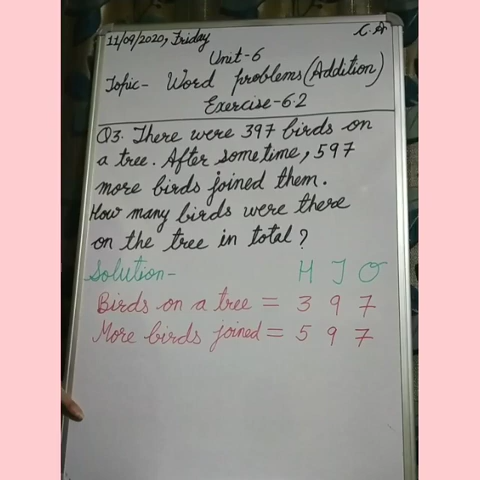 11/09/2020, Friday
C.A
Unit-6
Topic- Word problems (Addition)
Exercise-6.2
Q3. There were 397 birds on
a tree. After sometime, 597
more birds joined them.
How many birds were there
on the tree in total?
Solution- H T O
Birds on a tree = 3 9 7
More birds joined = 5 9 7